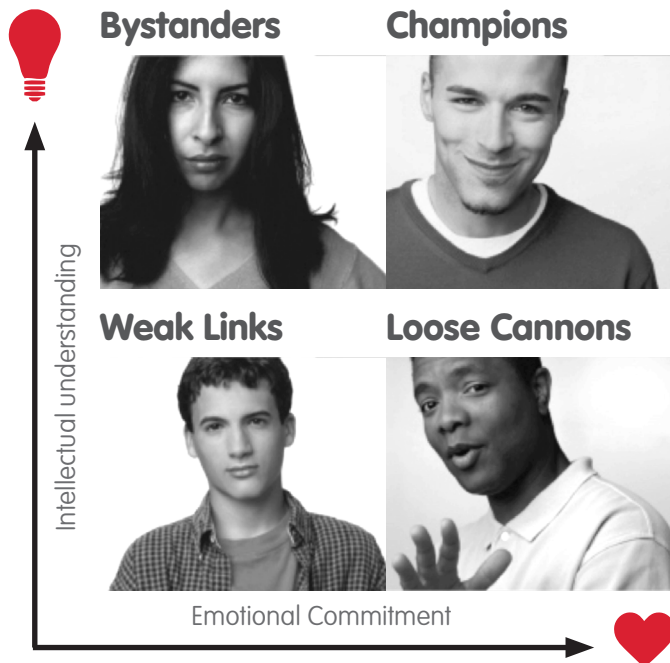 Bystanders
Champions
Intellectual understanding
Weak Links
Loose Cannons
Emotional Commitment